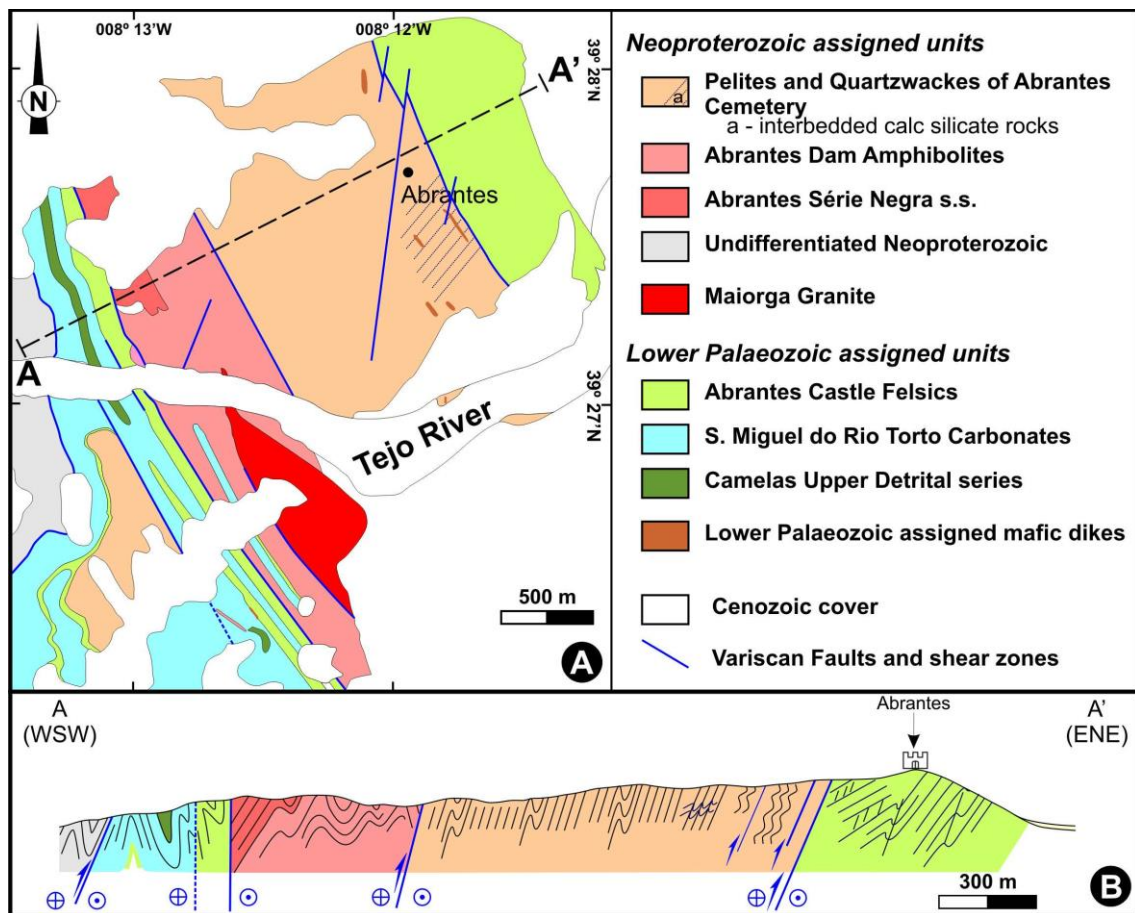 008º 13’W
008º 12’W
39º 28’N
39º 27’N
N
A’
A
Abrantes
Tejo River
500 m
A
Neoproterozoic assigned units
a
Pelites and Quartzwackes of Abrantes
Cemetery
a - interbedded calc silicate rocks
Abrantes Dam Amphibolites
Abrantes Série Negra s.s.
Undifferentiated Neoproterozoic
Maiorga Granite
Lower Palaeozoic assigned units
Abrantes Castle Felsics
S. Miguel do Rio Torto Carbonates
Camelas Upper Detrital series
Lower Palaeozoic assigned mafic dikes
Cenozoic cover
Variscan Faults and shear zones
A
(WSW)
Abrantes
A’
(ENE)
300 m
B